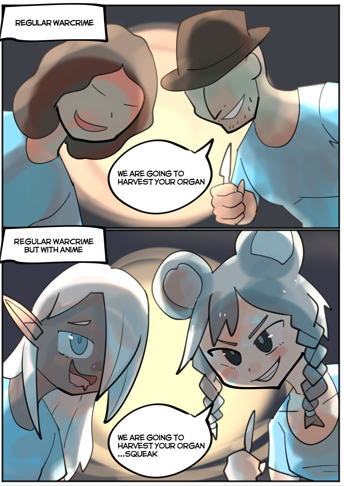 REGULAR WARCRIME
WE ARE GOING TO
HARVEST YOUR ORGAN
REGULAR WARCRIME
BUT WITH ANIME
WE ARE GOING TO
HARVEST YOUR ORGAN
...SQUEAK